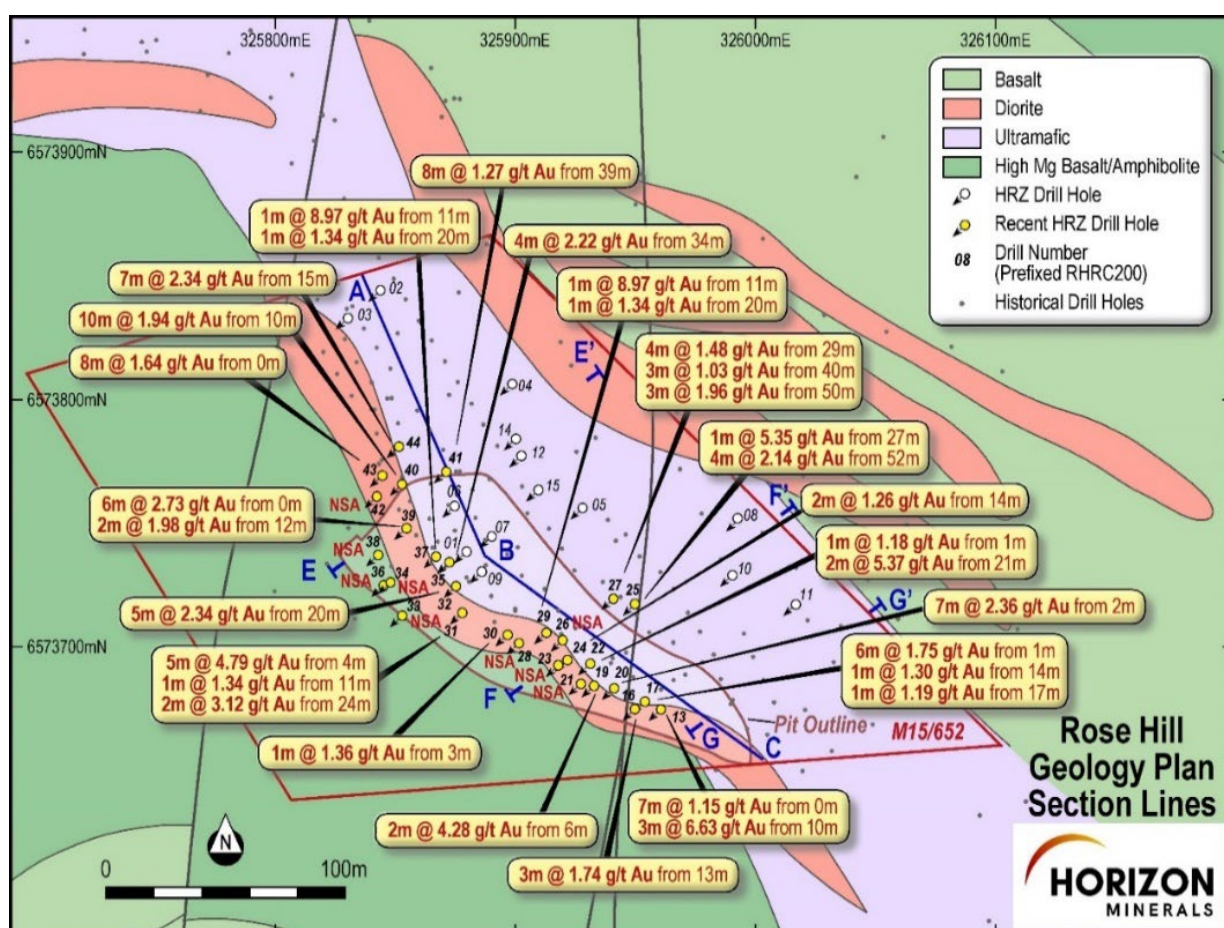 325800mE
325900mE
326000mE
326100mE
6573900mN
6573800mN
6573700mN
Basalt
Diorite
Ultramafic
High Mg Basalt/Amphibolite
HRZ Drill Hole
Recent HRZ Drill Hole
08 Drill Number
(Prefixed RHRC200)
Historical Drill Holes
8m @ 1.27 g/t Au from 39m
1m @ 8.97 g/t Au from 11m
1m @ 1.34 g/t Au from 20m
4m @ 2.22 g/t Au from 34m
7m @ 2.34 g/t Au from 15m
1m @ 8.97 g/t Au from 11m
1m @ 1.34 g/t Au from 20m
10m @ 1.94 g/t Au from 10m
8m @ 1.64 g/t Au from 0m
4m @ 1.48 g/t Au from 29m
3m @ 1.03 g/t Au from 40m
3m @ 1.96 g/t Au from 50m
1m @ 5.35 g/t Au from 27m
4m @ 2.14 g/t Au from 52m
6m @ 2.73 g/t Au from 0m
2m @ 1.98 g/t Au from 12m
2m @ 1.26 g/t Au from 14m
1m @ 1.18 g/t Au from 1m
2m @ 5.37 g/t Au from 21m
5m @ 2.34 g/t Au from 20m
7m @ 2.36 g/t Au from 2m
5m @ 4.79 g/t Au from 4m
1m @ 1.34 g/t Au from 11m
2m @ 3.12 g/t Au from 24m
6m @ 1.75 g/t Au from 1m
1m @ 1.30 g/t Au from 14m
1m @ 1.19 g/t Au from 17m
1m @ 1.36 g/t Au from 3m
2m @ 4.28 g/t Au from 6m
7m @ 1.15 g/t Au from 0m
3m @ 6.63 g/t Au from 10m
3m @ 1.74 g/t Au from 13m
A
02
03
E'
04
14
12
44
41
43
40
15
06
05
NSA
42
39
F'
08
07
38
NSA
37
01
B
E
09
10
36
34
NSA
NSA
35
G'
27
25
11
33
32
NSA
31
29
26
NSA
30
28
24
22
NSA
23
NSA
19
20
NSA
21
F
16
17
13
G
C
Pit Outline
M15/652
Rose Hill
Geology Plan
Section Lines
N
0
100m
HORIZON
MINERALS